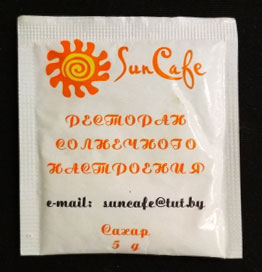 SunCafe
РЕСТОРАН
СОЛНЕЧНОГО
НАСТРОЕНИЯ
e-mail: suncafe@tut.by
Сахар
5 g